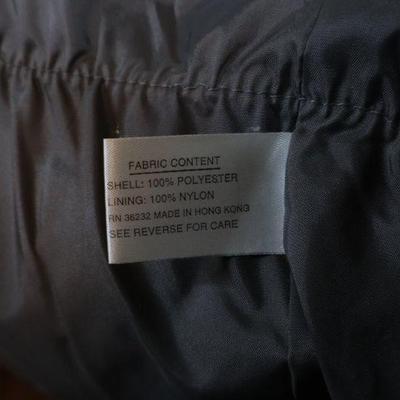 FABRIC CONTENT
SHELL: 100% POLYESTER
LINING: 100% NYLON
RN 36232 MADE IN HONG KONG
SEE REVERSE FOR CARE